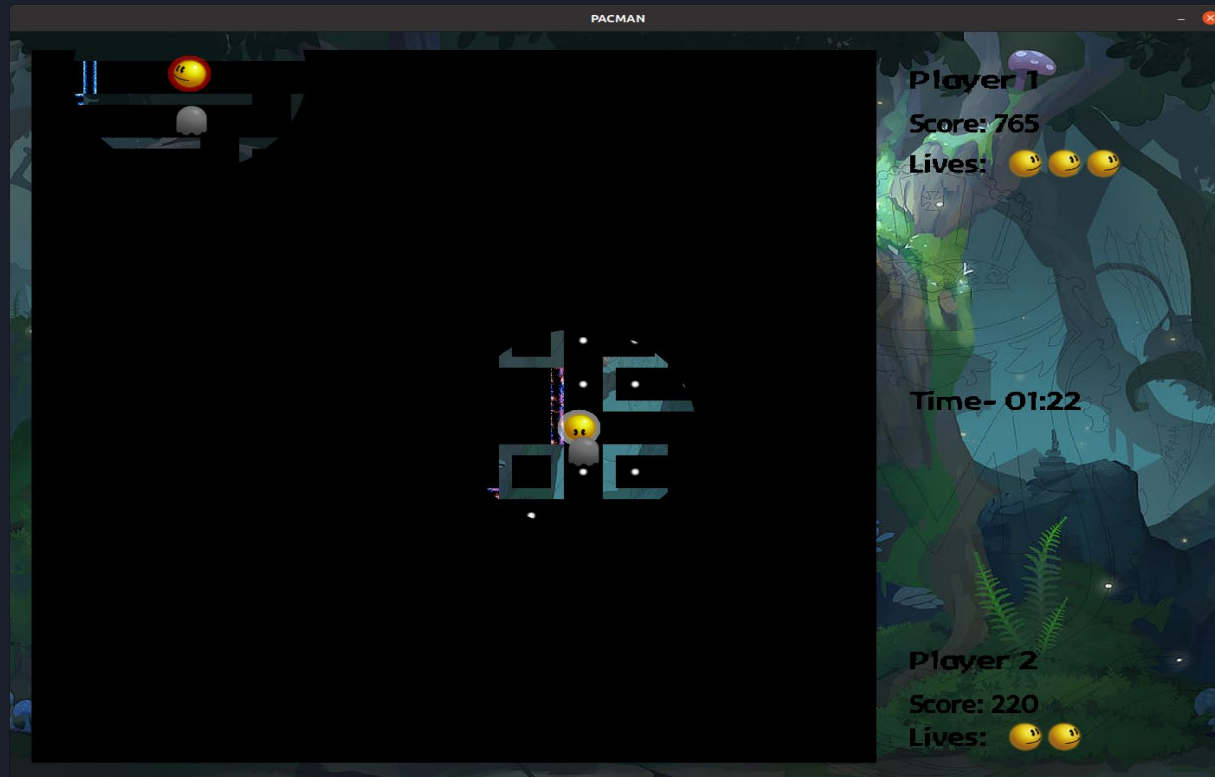 PACMAN
Player 1
Score: 765
Lives:
Time- 01:22
Player 2
Score: 220
Lives: